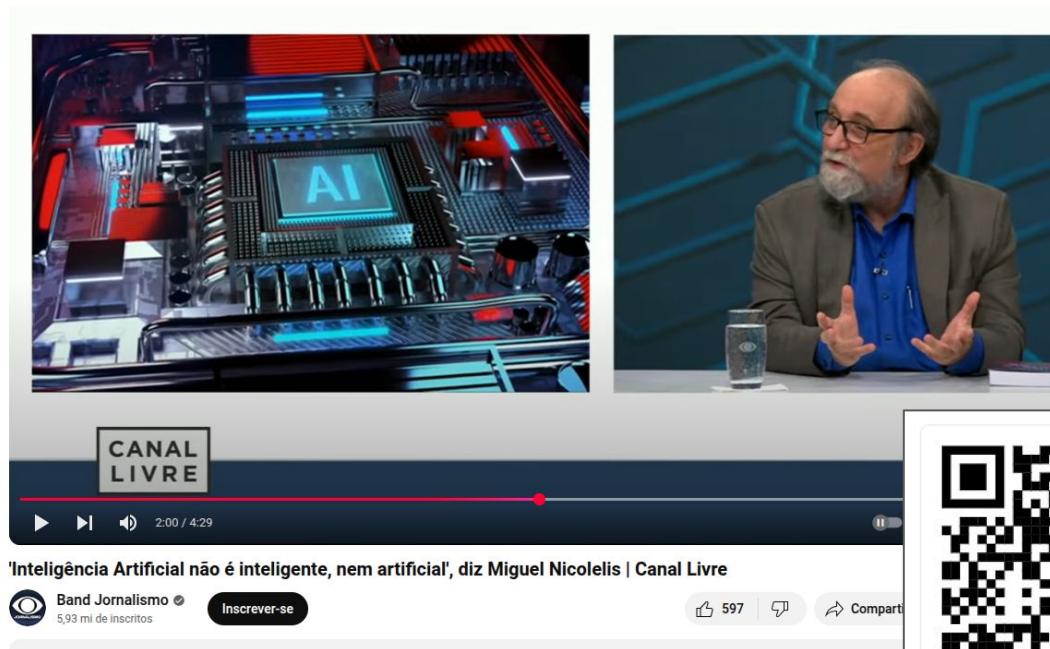 AI
CANAL
LIVRE
2:00 / 4:29
'Inteligência Artificial não é inteligente, nem artificial', diz Miguel Nicolelis | Canal Livre
Band Jornalismo
5,93 mi de inscritos
Inscrever-se
597
Comparti
JORNALISMO